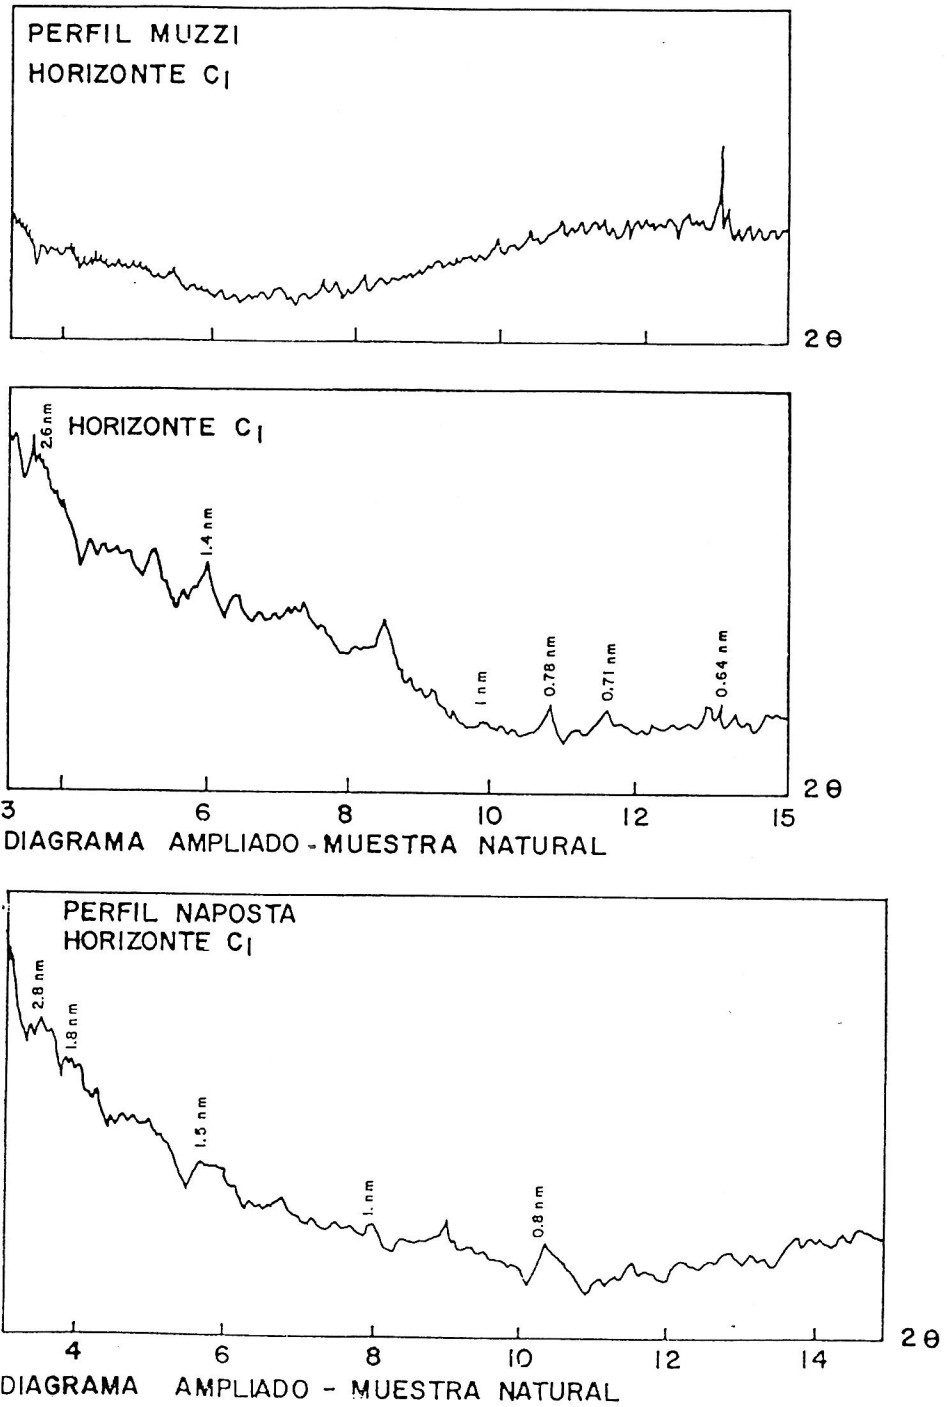 PERFIL MUZZI
HORIZONTE C1
2θ
2.6 nm
HORIZONTE C1
1.4 nm
1 nm
0.78 nm
0.71 nm
0.64 nm
2θ
3 6 8 10 12 15
DIAGRAMA AMPLIADO - MUESTRA NATURAL
PERFIL NAPOSTA
HORIZONTE C1
2.8 nm
1.8 nm
1.5 nm
1. nm
0.8 nm
2θ
4 6 8 10 12 14
DIAGRAMA AMPLIADO - MUESTRA NATURAL